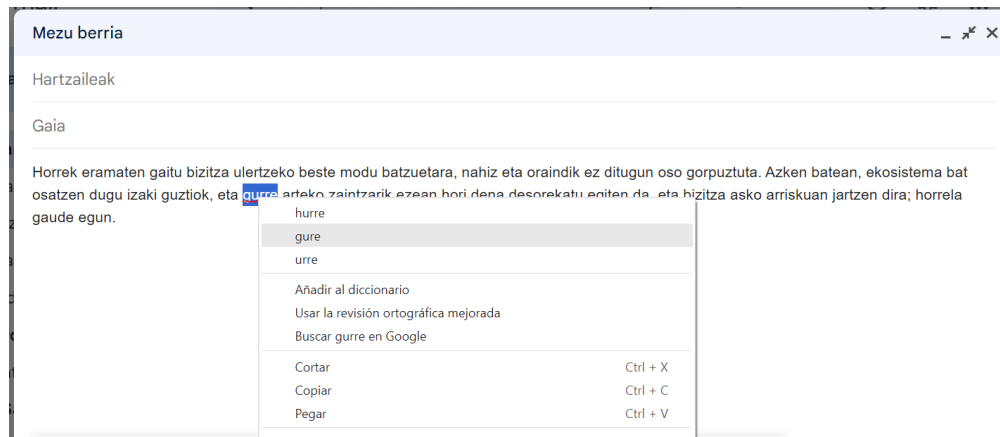 Mezu berria
Hartzaileak
Gaia
Horrek eramaten gaitu bizitza ulertzeko beste modu batzuetara, nahiz eta oraindik ez ditugun oso gorpuztuta. Azken batean, ekosistema bat
osatzen dugu izaki guztiok, eta gurre arteko zaintzarik ezean hori dena desorekatu egiten da, eta bizitza asko arriskuan jartzen dira; horrela
gaude egun.
hurre
gure
urre
Añadir al diccionario
Usar la revisión ortográfica mejorada
Buscar gurre en Google
Cortar Ctrl + X
Copiar Ctrl + C
Pegar Ctrl + V